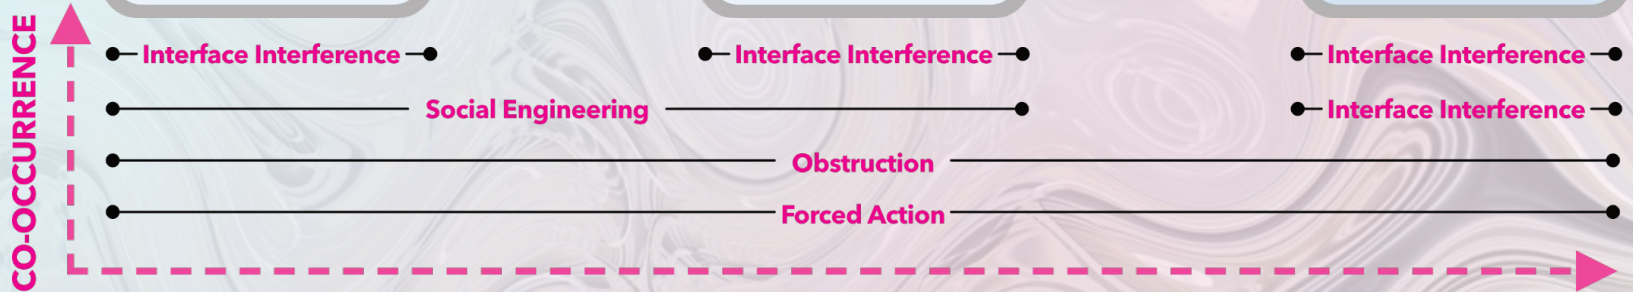 CO-OCCURRENCE
Interface Interference Interface Interference Interface Interference
Social Engineering Interface Interference
Obstruction
Forced Action